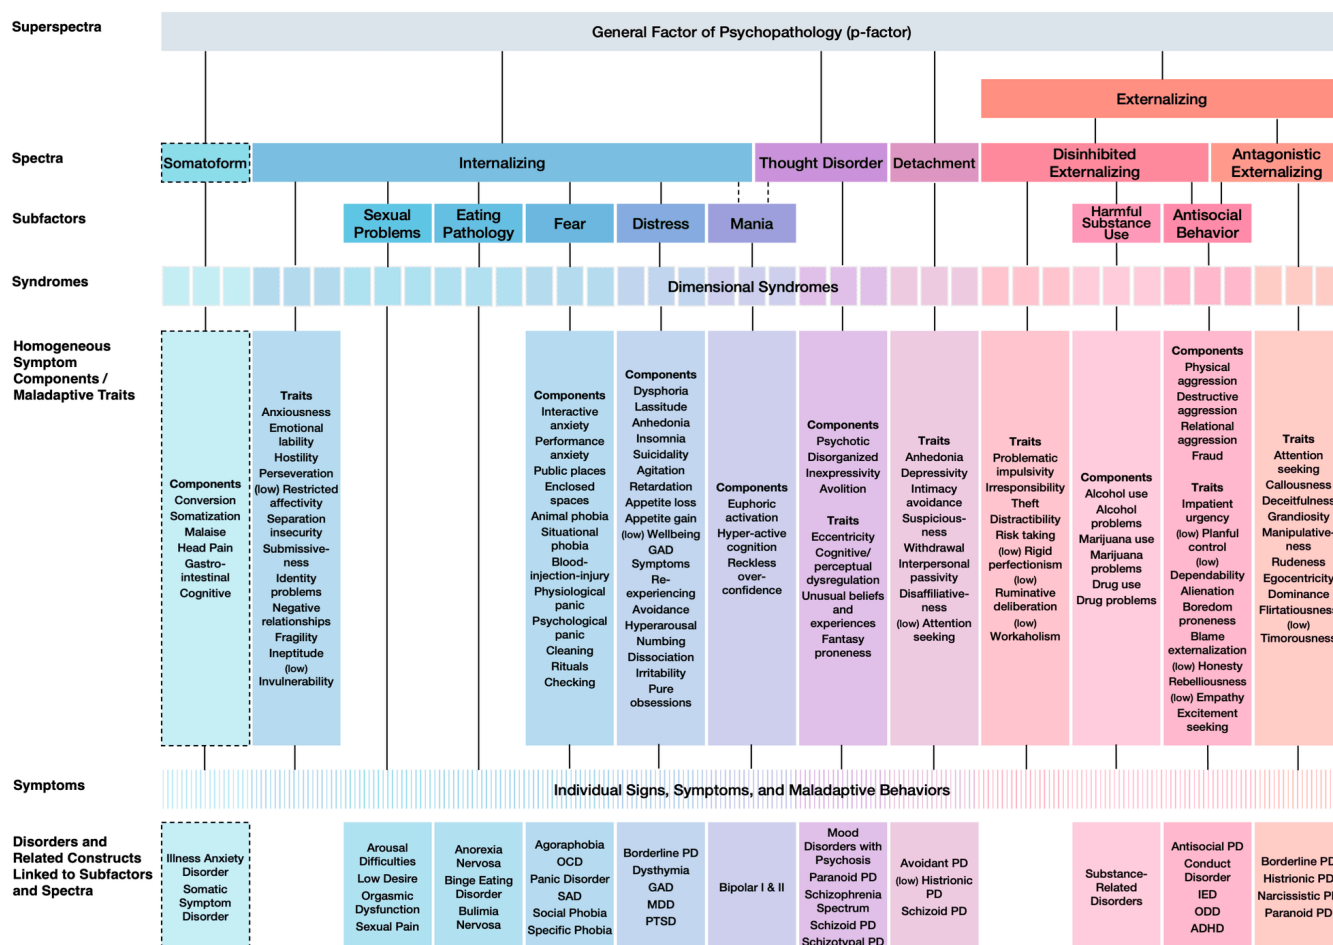 Superspectra
General Factor of Psychopathology (p-factor)
Externalizing
Spectra
Somatoform
Internalizing
Thought Disorder
Detachment
Disinhibited
Externalizing
Antagonistic
Externalizing
Subfactors
Sexual
Problems
Eating
Pathology
Fear
Distress
Mania
Harmful
Substance
Use
Antisocial
Behavior
Syndromes
Dimensional Syndromes
Homogeneous
Symptom
Components /
Maladaptive Traits
Components
Conversion
Somatization
Malaise
Head Pain
Gastro-
intestinal
Cognitive
Traits
Anxiousness
Emotional
lability
Hostility
Perseveration
(low) Restricted
affectivity
Separation
insecurity
Submissive-
ness
Identity
problems
Negative
relationships
Fragility
Ineptitude
(low)
Invulnerability
Components
Interactive
anxiety
Performance
anxiety
Public places
Enclosed
spaces
Animal phobia
Situational
phobia
Blood-
injection-injury
Physiological
panic
Psychological
panic
Cleaning
Rituals
Checking
Components
Dysphoria
Lassitude
Anhedonia
Insomnia
Suicidality
Agitation
Retardation
Appetite loss
Appetite gain
(low) Wellbeing
GAD
Symptoms
Re-
experiencing
Avoidance
Hyperarousal
Numbing
Dissociation
Irritability
Pure
obsessions
Components
Euphoric
activation
Hyper-active
cognition
Reckless
over-
confidence
Components
Psychotic
Disorganized
Inexpressivity
Avolition
Traits
Eccentricity
Cognitive/
perceptual
dysregulation
Unusual beliefs
and
experiences
Fantasy
proneness
Traits
Anhedonia
Depressivity
Intimacy
avoidance
Suspicious-
ness
Withdrawal
Interpersonal
passivity
Disaffiliative-
ness
(low) Attention
seeking
Traits
Problematic
impulsivity
Irresponsibility
Theft
Distractibility
Risk taking
(low) Rigid
perfectionism
(low)
Ruminative
deliberation
(low)
Workaholism
Components
Alcohol use
Alcohol
problems
Marijuana use
Marijuana
problems
Drug use
Drug problems
Components
Physical
aggression
Destructive
aggression
Relational
aggression
Fraud
Traits
Impatient
urgency
(low) Planful
control
(low)
Dependability
Alienation
Boredom
proneness
Blame
externalization
(low) Honesty
Rebelliousness
(low) Empathy
Excitement
seeking
Traits
Attention
seeking
Callousness
Deceitfulness
Grandiosity
Manipulative-
ness
Rudeness
Egocentricity
Dominance
Flirtatiousness
(low)
Timorousness
Symptoms
Individual Signs, Symptoms, and Maladaptive Behaviors
Disorders and
Related Constructs
Linked to Subfactors
and Spectra
Illness Anxiety
Disorder
Somatic
Symptom
Disorder
Arousal
Difficulties
Low Desire
Orgasmic
Dysfunction
Sexual Pain
Anorexia
Nervosa
Binge Eating
Disorder
Bulimia
Nervosa
Agoraphobia
OCD
Panic Disorder
SAD
Social Phobia
Specific Phobia
Borderline PD
Dysthymia
GAD
MDD
PTSD
Bipolar I & II
Mood
Disorders with
Psychosis
Paranoid PD
Schizophrenia
Spectrum
Schizoid PD
Schizotypal PD
Avoidant PD
(low) Histrionic
PD
Schizoid PD
Substance-
Related
Disorders
Antisocial PD
Conduct
Disorder
IED
ODD
ADHD
Borderline PD
Histrionic PD
Narcissistic PD
Paranoid PD